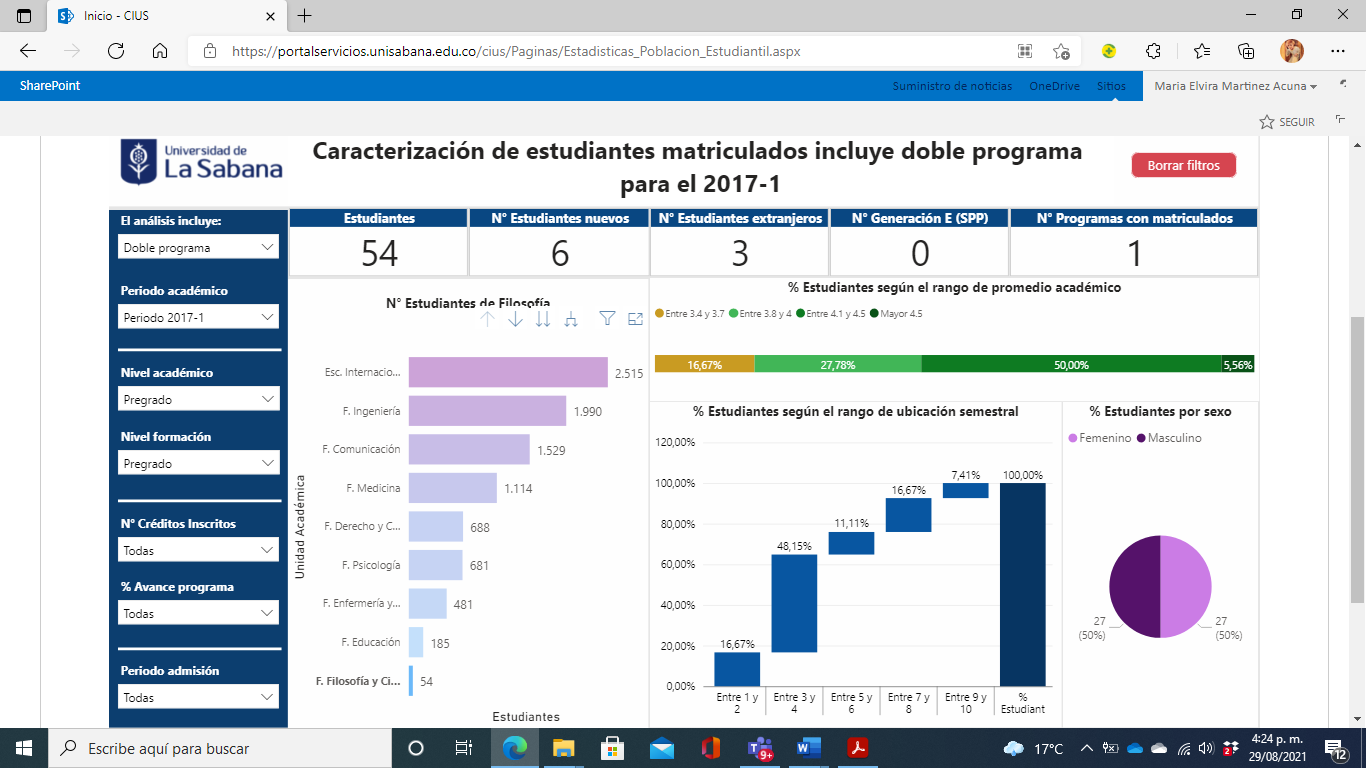 Inicio - CIUS
https://portalservicios.unisabana.edu.co/cius/Paginas/Estadisticas_Poblacion_Estudiantil.aspx
SharePoint
Suministro de noticias OneDrive Sitios Maria Elvira Martinez Acuna
SEGUIR
Universidad de
La Sabana
Caracterización de estudiantes matriculados incluye doble programa
para el 2017-1
Borrar filtros
El análisis incluye:
Doble programa
Periodo académico
Periodo 2017-1
Nivel académico
Pregrado
Nivel formación
Pregrado
N° Créditos Inscritos
Todas
% Avance programa
Todas
Periodo admisión
Todas
Estudiantes
54
N° Estudiantes nuevos
6
N° Estudiantes extranjeros
3
N° Generación E (SPP)
0
N° Programas con matriculados
1
N° Estudiantes de Filosofía
Unidad Académica
Esc. Internacio... 2.515
F. Ingeniería 1.990
F. Comunicación 1.529
F. Medicina 1.114
F. Derecho y C... 688
F. Psicología 681
F. Enfermería y... 481
F. Educación 185
F. Filosofía y Ci... 54
Estudiantes
% Estudiantes según el rango de promedio académico
Entre 3.4 y 3.7 Entre 3.8 y 4 Entre 4.1 y 4.5 Mayor 4.5
16,67% 27,78% 50,00% 5,56%
% Estudiantes según el rango de ubicación semestral
120,00%
100,00%
80,00%
60,00%
40,00%
20,00%
0,00%
16,67%
48,15%
11,11%
16,67%
7,41%
100,00%
Entre 1 y
2
Entre 3 y
4
Entre 5 y
6
Entre 7 y
8
Entre 9 y
10
%
Estudiant
% Estudiantes por sexo
Femenino Masculino
27
(50%)
27
(50%)
Escribe aquí para buscar
9+
17°C
4:24 p. m.
29/08/2021
12